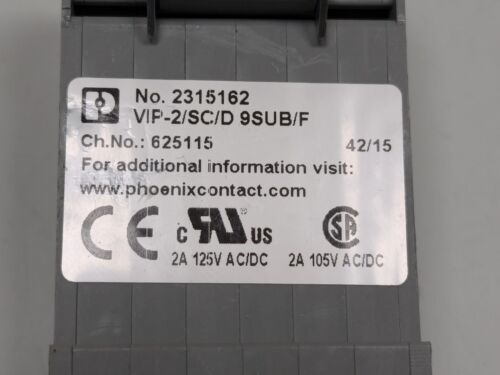 No. 2315162
VIP-2/SC/D 9SUB/F
Ch.No.: 625115 42/15
For additional information visit:
www.phoenixcontact.com
CE c UL US SA
2A 125V AC/DC 2A 105V AC/DC